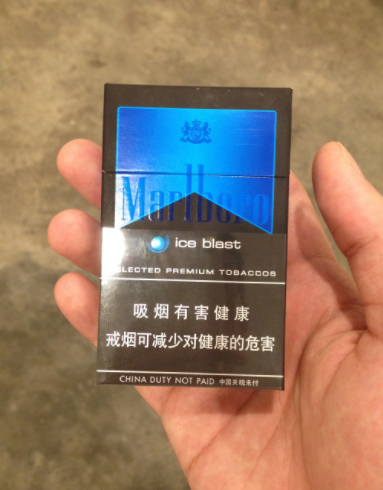 Marlboro
ice blast
SELECTED PREMIUM TOBACCOS
吸烟有害健康
戒烟可减少对健康的危害
CHINA DUTY NOT PAID 中国关税未付